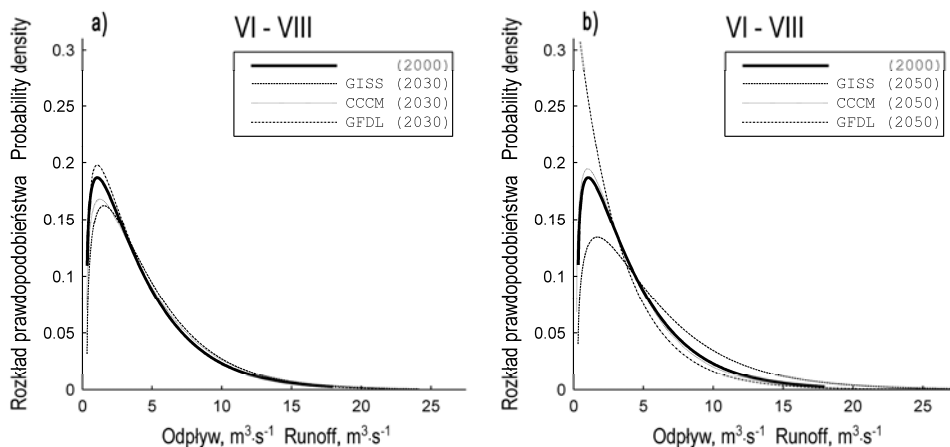 a)
VI - VIII
(2000)
GISS (2030)
CCCM (2030)
GFDL (2030)
Rozkład prawdopodobieństwa Probability density
0.3
0.25
0.2
0.15
0.1
0.05
0
0 5 10 15 20 25
Odpływ, m³·s⁻¹ Runoff, m³·s⁻¹
b)
VI - VIII
(2000)
GISS (2050)
CCCM (2050)
GFDL (2050)
Rozkład prawdopodobieństwa Probability density
0.3
0.25
0.2
0.15
0.1
0.05
0
0 5 10 15 20 25
Odpływ, m³·s⁻¹ Runoff, m³·s⁻¹